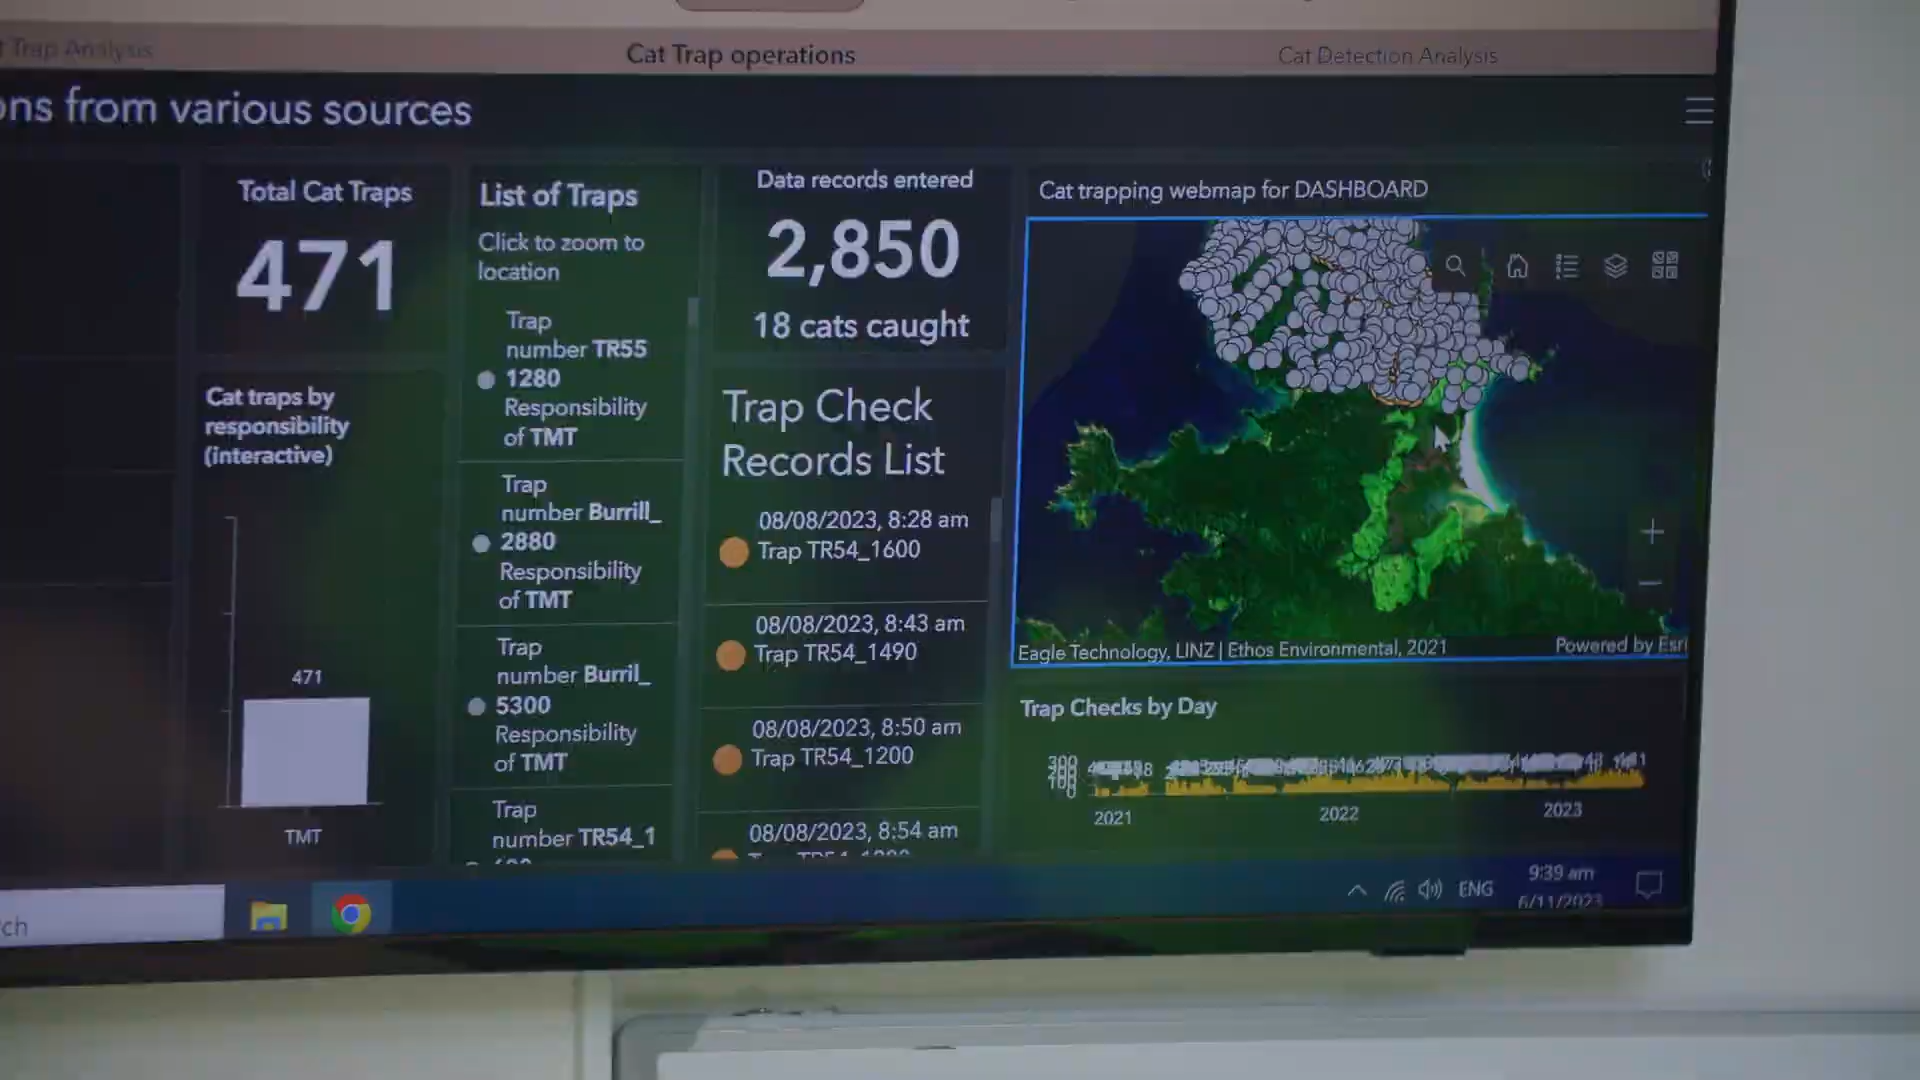 Trap Analysis
Cat Trap operations
Cat Detection Analysis
ons from various sources
Total Cat Traps
471
Cat traps by
responsibility
(interactive)
471
TMT
List of Traps
Click to zoom to
location
Trap
number TR55
1280
Responsibility
of TMT
Trap
number Burrill_
2880
Responsibility
of TMT
Trap
number Burril_
5300
Responsibility
of TMT
Trap
number TR54_1
Data records entered
2,850
18 cats caught
Trap Check
Records List
08/08/2023, 8:28 am
Trap TR54_1600
08/08/2023, 8:43 am
Trap TR54_1490
08/08/2023, 8:50 am
Trap TR54_1200
08/08/2023, 8:54 am
Cat trapping webmap for DASHBOARD
Eagle Technology, LINZ | Ethos Environmental, 2021
Powered by Esri
Trap Checks by Day
2021
2022
2023
ch
ENG
9:39 am
6/11/2023